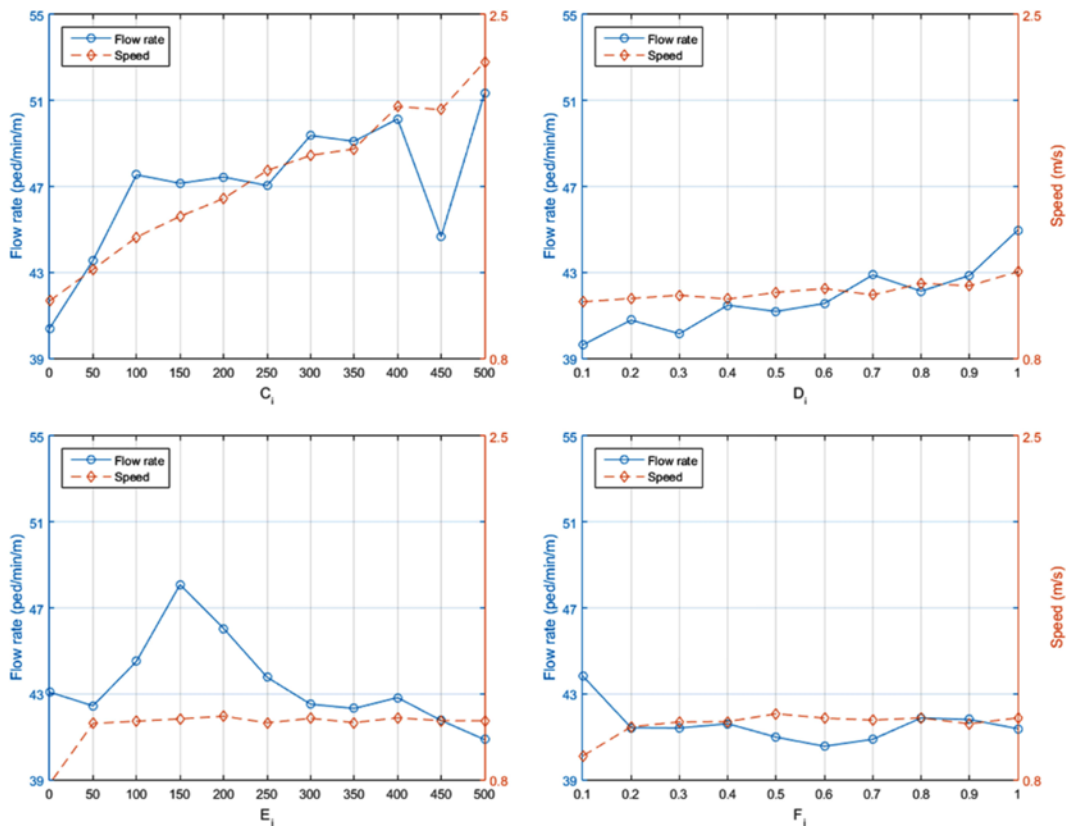 55
51
47
43
39
Flow rate (ped/min/m)
Flow rate
Speed
2.5
0.8
0 50 100 150 200 250 300 350 400 450 500
C_i
55
51
47
43
39
Flow rate (ped/min/m)
Flow rate
Speed
2.5
0.8
Speed (m/s)
0.1 0.2 0.3 0.4 0.5 0.6 0.7 0.8 0.9 1
D_i
55
51
47
43
39
Flow rate (ped/min/m)
Flow rate
Speed
2.5
0.8
0 50 100 150 200 250 300 350 400 450 500
E_i
55
51
47
43
39
Flow rate (ped/min/m)
Flow rate
Speed
2.5
0.8
Speed (m/s)
0.1 0.2 0.3 0.4 0.5 0.6 0.7 0.8 0.9 1
F_i